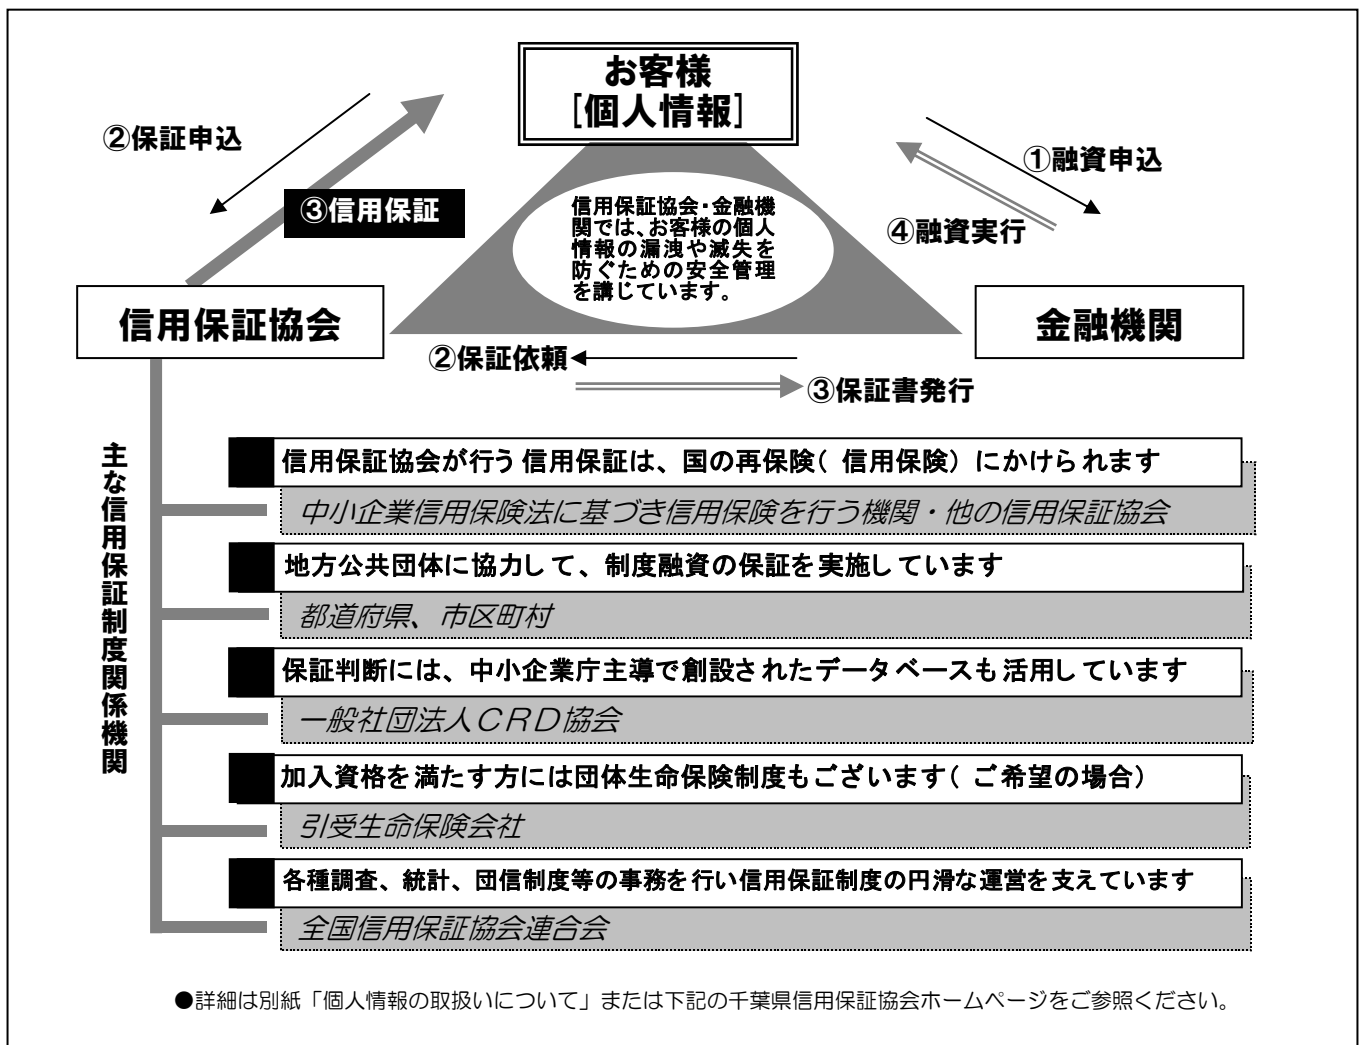 お客様
[個人情報]
②保証申込
①融資申込
③信用保証
信用保証協会・金融機
関では、お客様の個人
情報の漏洩や滅失を
防ぐための安全管理
を講じています。
④融資実行
信用保証協会
金融機関
②保証依頼
③保証書発行
主な信用保証制度関係機関
信用保証協会が行う信用保証は、国の再保険(信用保険)にかけられます
中小企業信用保険法に基づき信用保険を行う機関・他の信用保証協会
地方公共団体に協力して、制度融資の保証を実施しています
都道府県、市区町村
保証判断には、中小企業庁主導で創設されたデータベースも活用しています
一般社団法人CRD協会
加入資格を満たす方には団体生命保険制度もございます(ご希望の場合)
引受生命保険会社
各種調査、統計、団信制度等の事務を行い信用保証制度の円滑な運営を支えています
全国信用保証協会連合会
●詳細は別紙「個人情報の取扱いについて」または下記の千葉県信用保証協会ホームページをご参照ください。